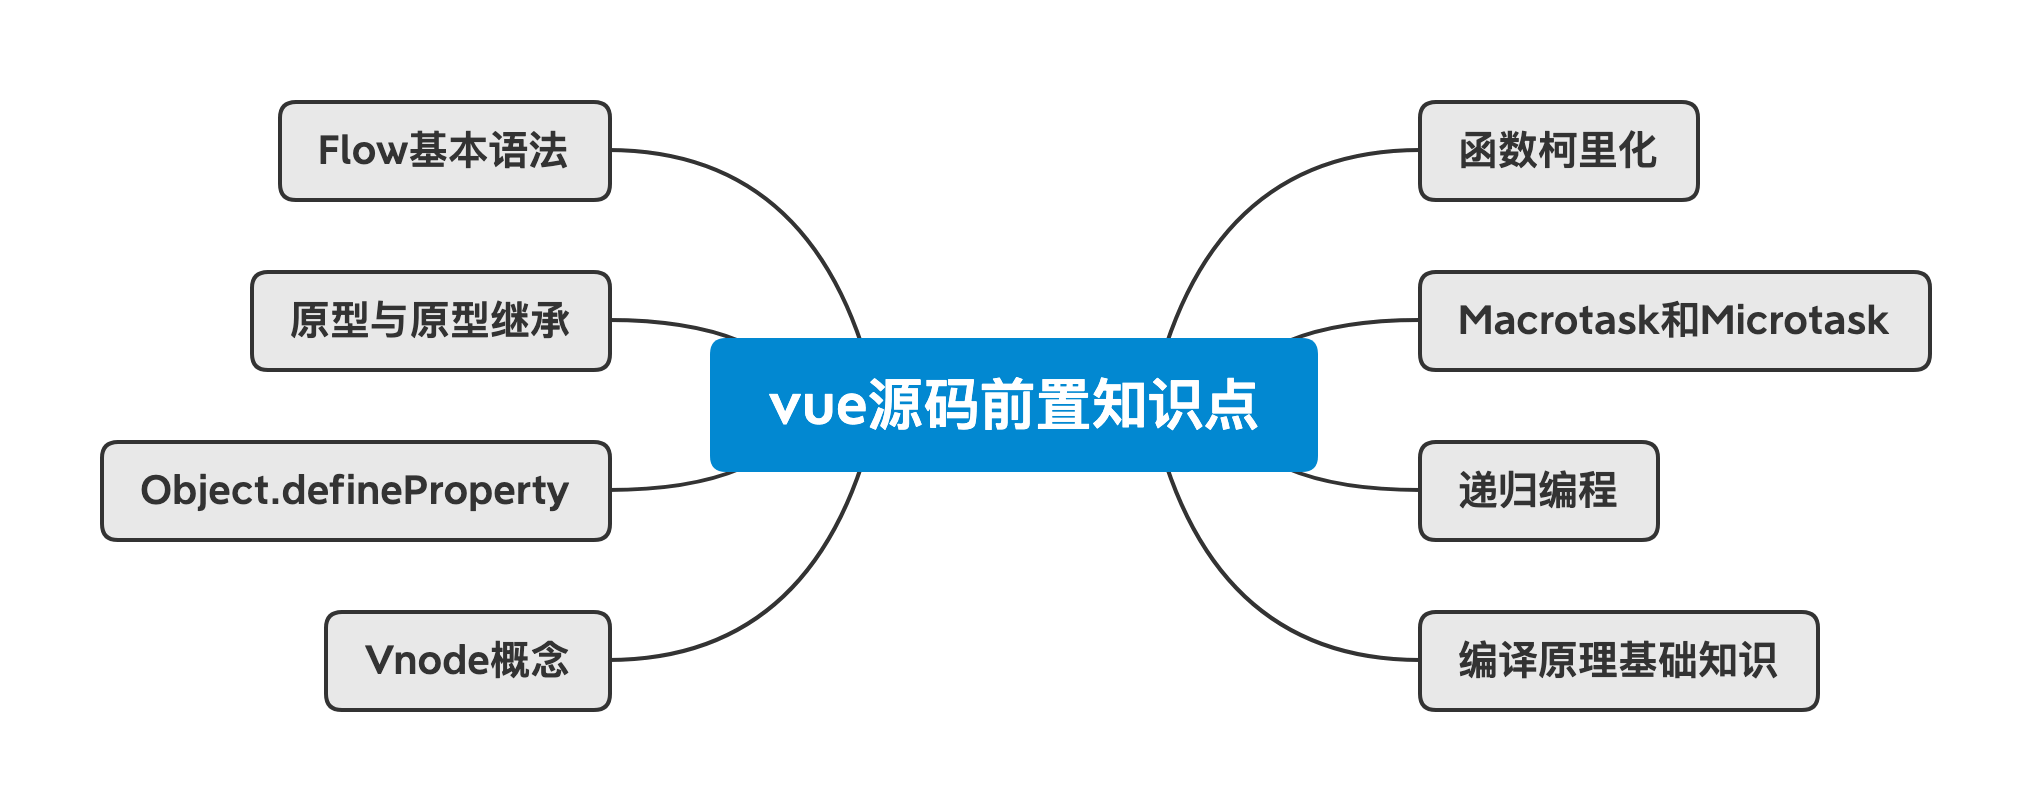 Flow基本语法
原型与原型继承
Object.defineProperty
Vnode概念
vue源码前置知识点
函数柯里化
Macrotask和Microtask
递归编程
编译原理基础知识